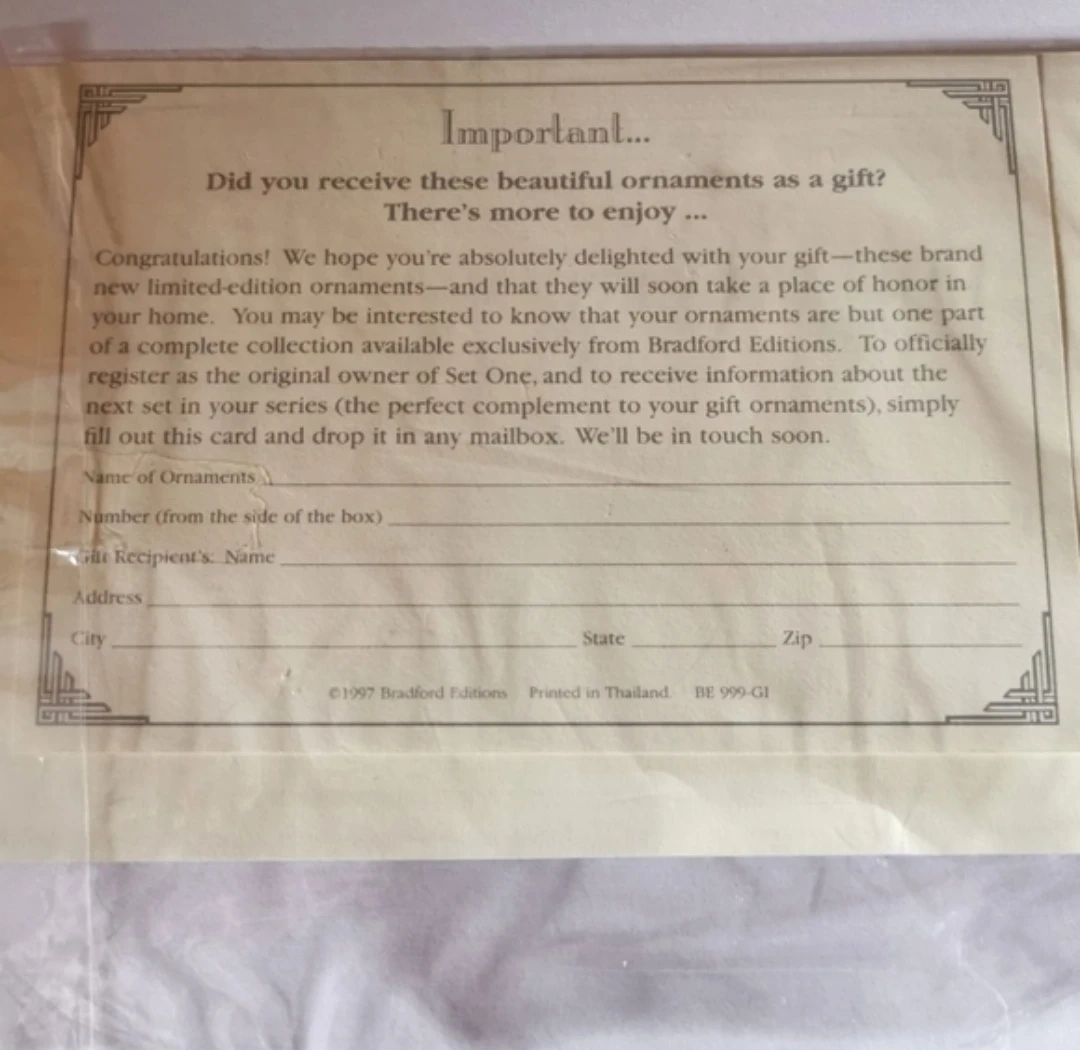 Important...
Did you receive these beautiful ornaments as a gift?
There's more to enjoy ...
Congratulations! We hope you're absolutely delighted with your gift—these brand
new limited-edition ornaments—and that they will soon take a place of honor in
your home. You may be interested to know that your ornaments are but one part
of a complete collection available exclusively from Bradford Editions. To officially
register as the original owner of Set One, and to receive information about the
next set in your series (the perfect complement to your gift ornaments), simply
fill out this card and drop it in any mailbox. We'll be in touch soon.
Name of Ornaments
Number (from the side of the box)
Gift Recipient's: Name
Address
City State Zip
©1997 Bradford Editions Printed in Thailand BE 999-GI